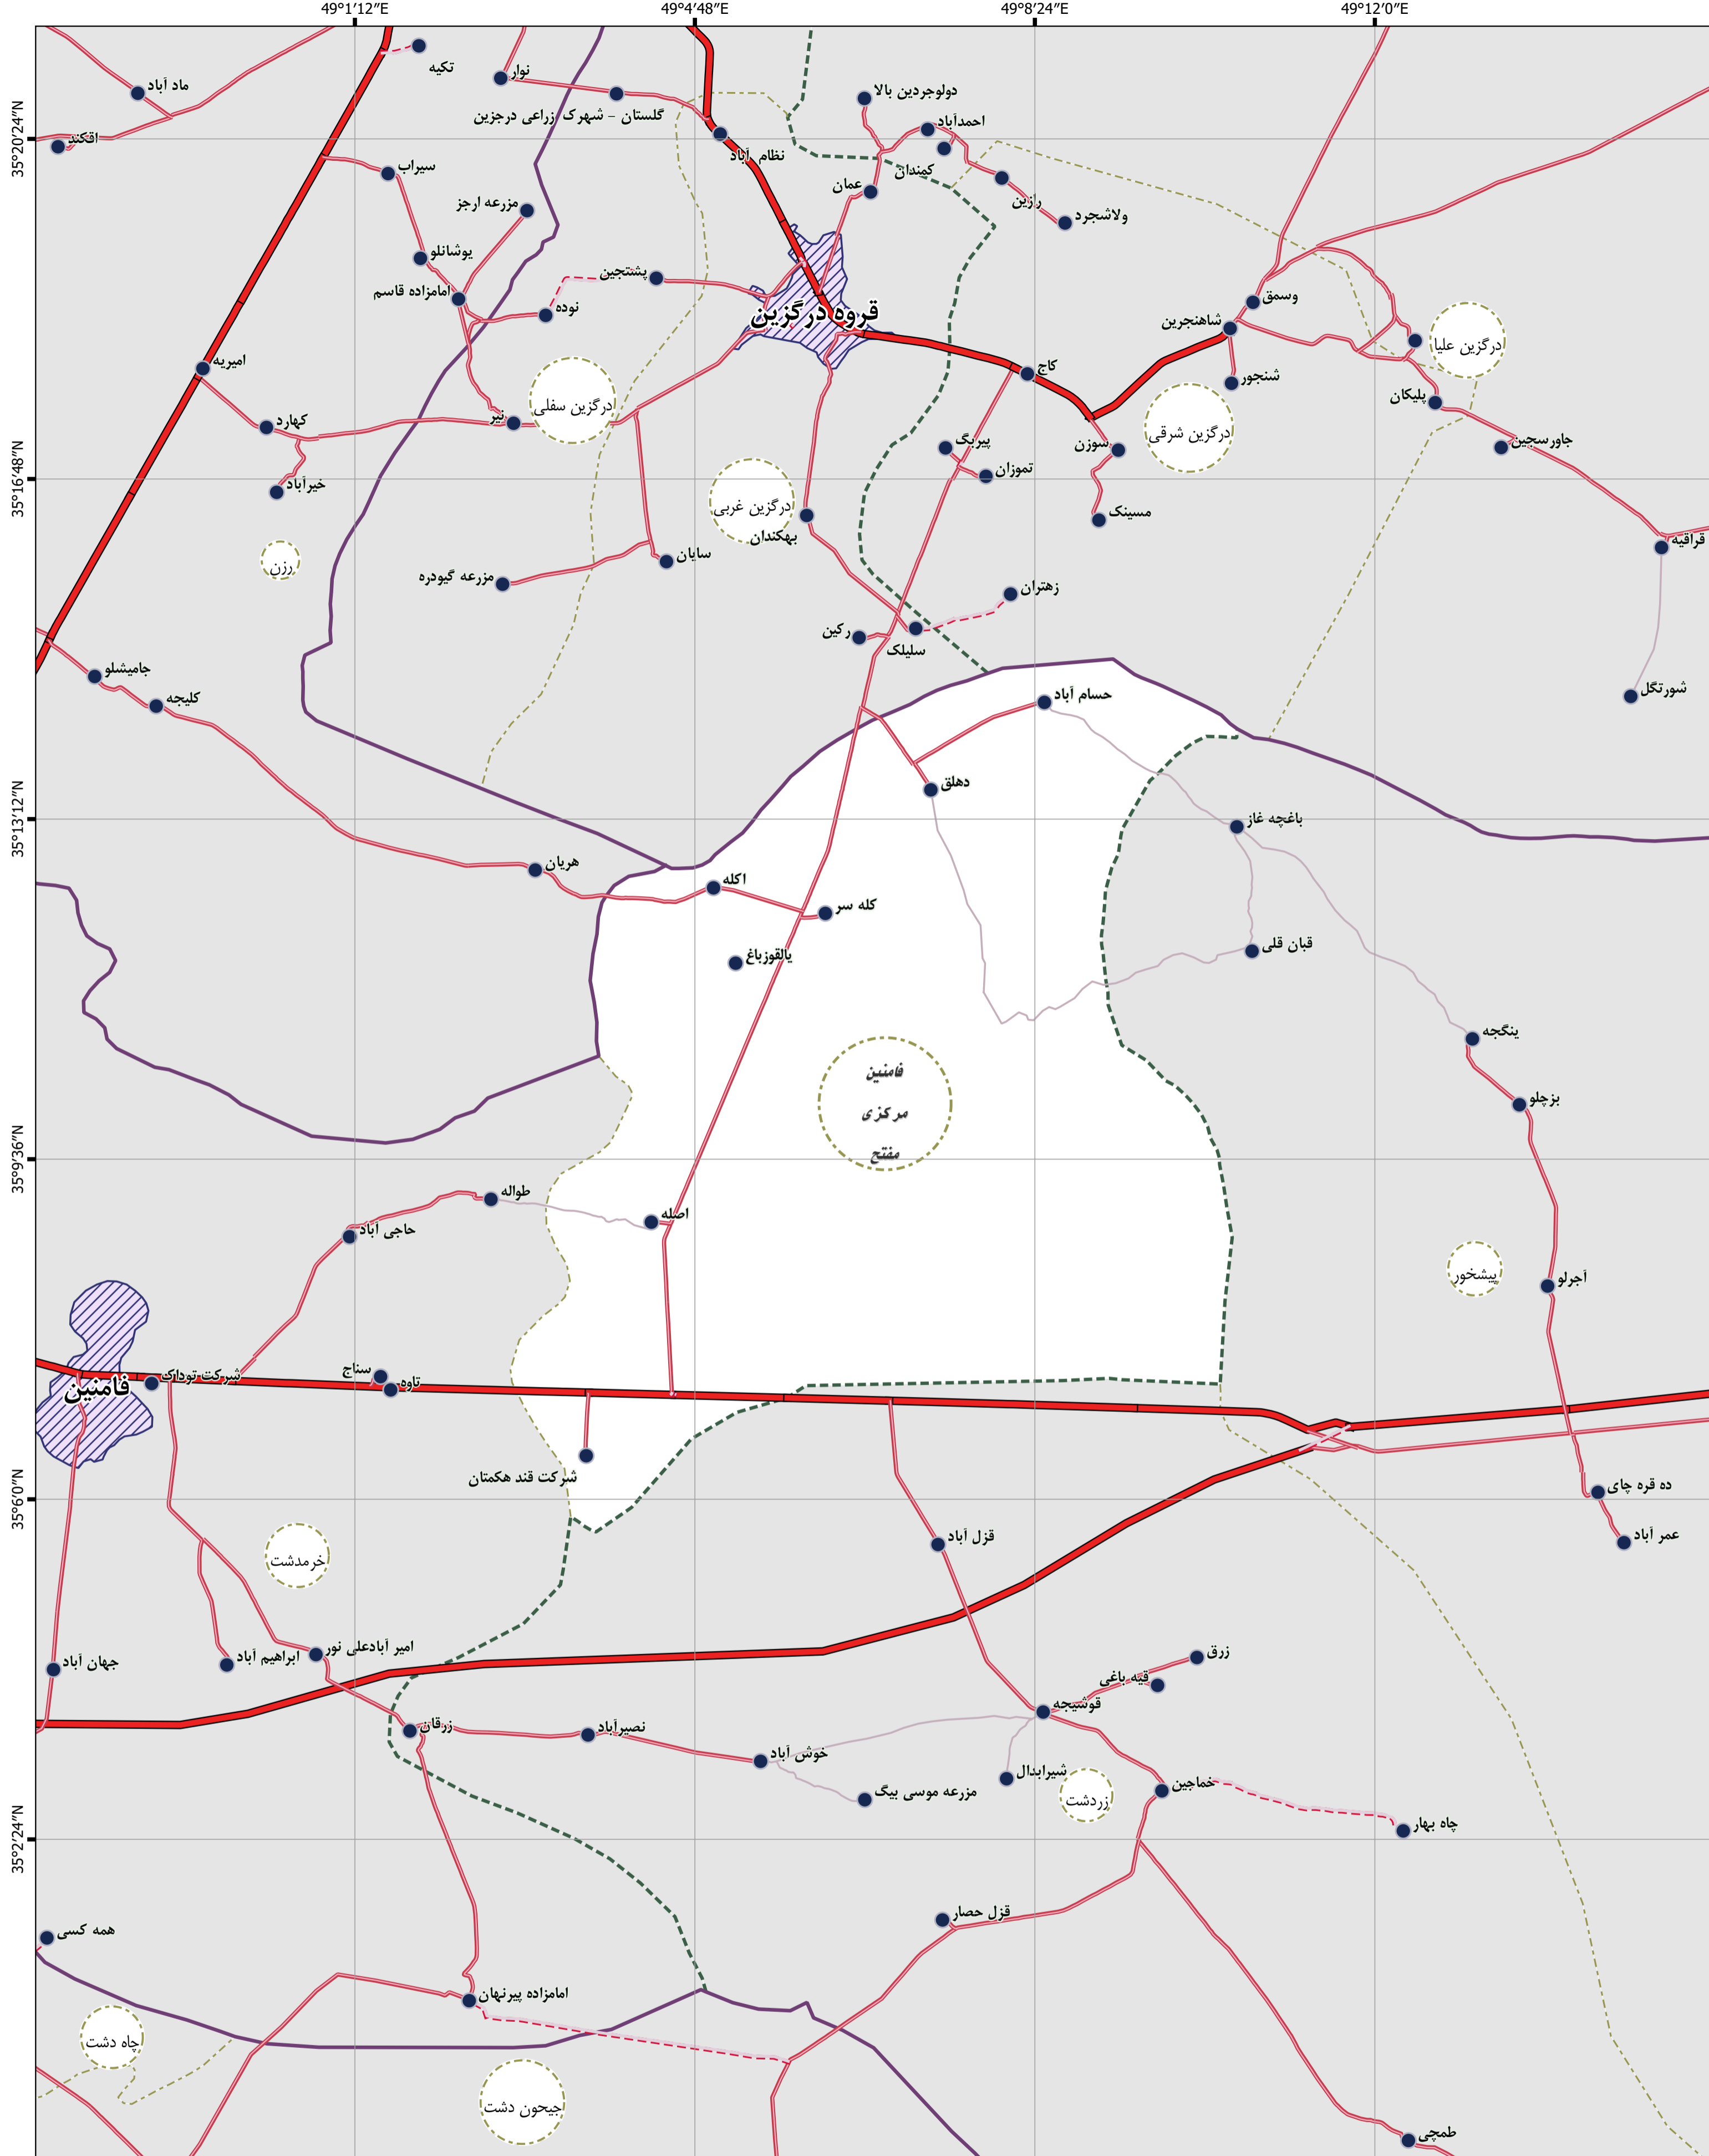 49°1'12"E
49°4'48"E
49°8'24"E
49°12'0"E
تکیه
نوار
ماد آباد
دولوجردین بالا
گلستان - شهرک زراعی درجزین
احمدآباد
35°20'24"N
اقکند
نظام آباد
کمندان
سیراب
عمان
رازین
مزرعه ارجز
ولاشجرد
یوشانلو
پشتجین
امامزاده قاسم
نوده
وسمق
قروه درگزین
شاهنجرین
درگزین علیا
امیریه
کاج
شنجور
پلیکان
درگزین سفلی
نیر
کهارد
درگزین شرقی
سوزن
جاورسجین
پیربگ
تموزان
35°16'48"N
خیرآباد
درگزین غربی
مسینک
بهکندان
قراقیه
رزن
سایان
مزرعه گیودره
زهتران
رکین
سلیلک
جامیشلو
شورتگل
کلیجه
حسام آباد
دهلق
35°13'12"N
باغچه غاز
هریان
اکله
کله سر
قبان قلی
یالقوزباغ
ینگجه
فامنین
مرکزی
مفتح
بزچلو
35°9'36"N
طواله
اصله
حاجی آباد
پیشخور
آجرلو
سناج
شرکت توداک
تاوه
فامنین
شرکت قند هکمتان
ده قره چای
35°6'0"N
قزل آباد
عمر آباد
خرمدشت
امیر آبادعلی نور
ابراهیم آباد
جهان آباد
زرق
قیه باغی
قوشیجه
زرقان
نصیرآباد
خوش آباد
شیرابدال
خماجین
مزرعه موسی بیگ
زردشت
چاه بهار
35°2'24"N
قزل حصار
همه کسی
امامزاده پیرنهان
چاه دشت
جیحون دشت
طمچی